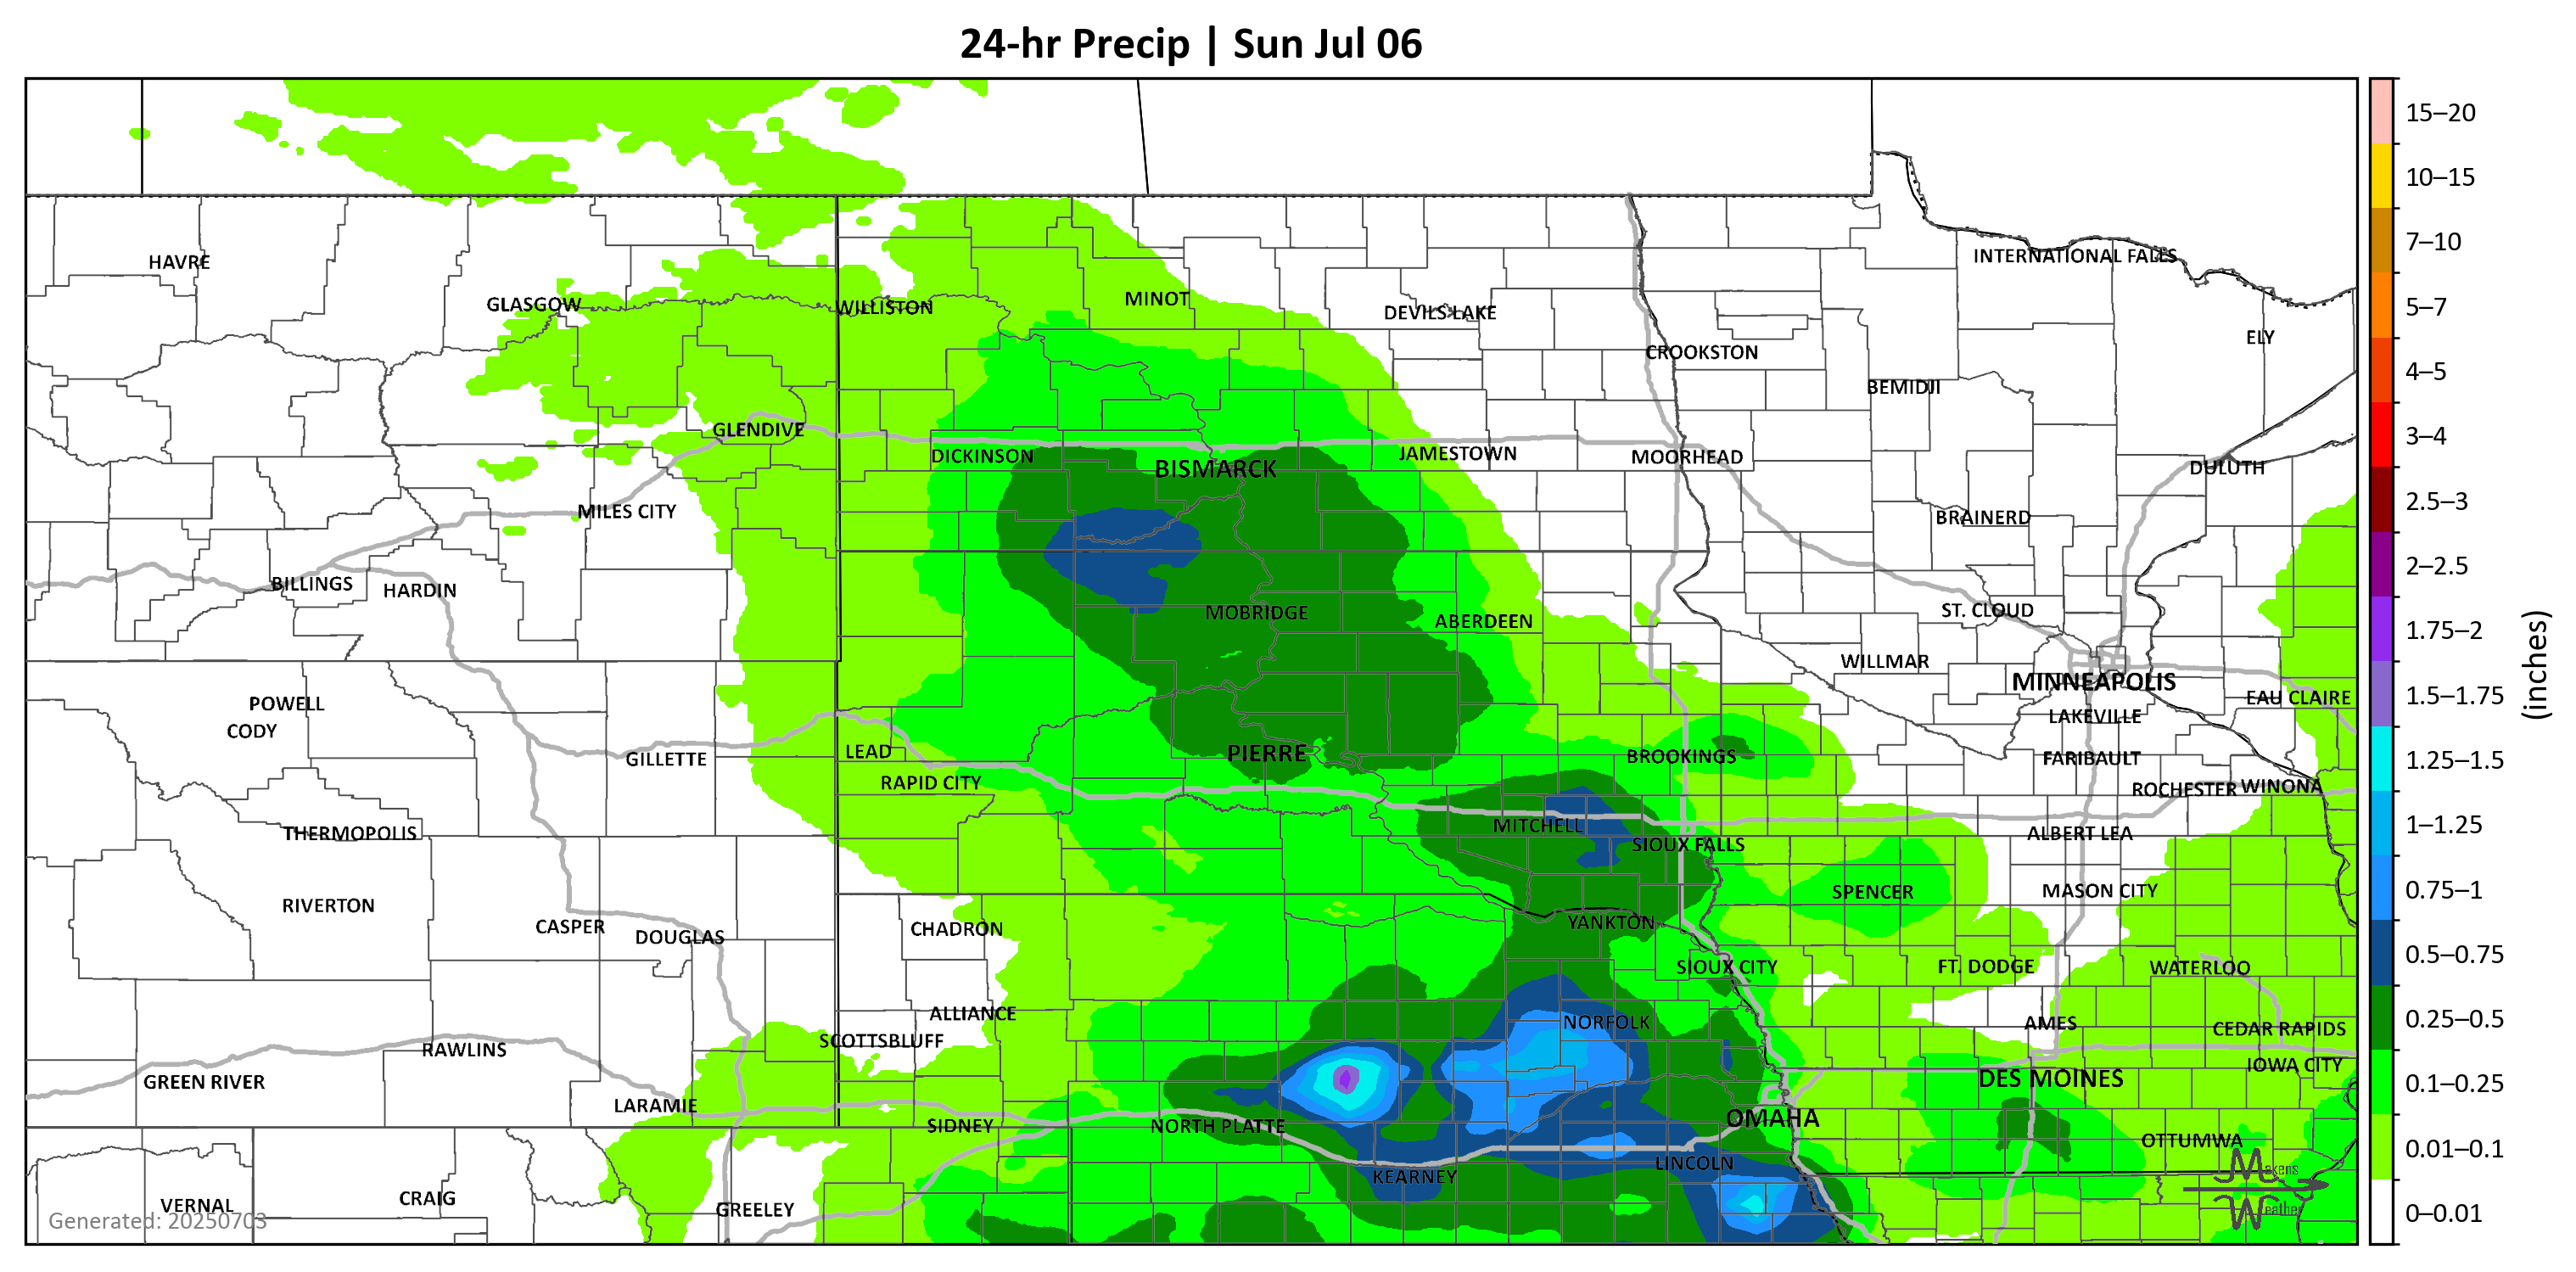 24-hr Precip | Sun Jul 06
15–20
10–15
7–10
5–7
4–5
3–4
2.5–3
2–2.5
1.75–2
1.5–1.75
1.25–1.5
1–1.25
0.75–1
0.5–0.75
0.25–0.5
0.1–0.25
0.01–0.1
0–0.01
(inches)
HAVRE
INTERNATIONAL FALLS
GLASGOW
WILLISTON
MINOT
DEVILS LAKE
ELY
CROOKSTON
BEMIDJI
GLENDIVE
DICKINSON
BISMARCK
JAMESTOWN
MOORHEAD
DULUTH
MILES CITY
BRAINERD
BILLINGS
HARDIN
MOBRIDGE
ABERDEEN
ST. CLOUD
WILLMAR
MINNEAPOLIS
EAU CLAIRE
POWELL
CODY
LAKEVILLE
GILLETTE
LEAD
PIERRE
BROOKINGS
FARIBAULT
RAPID CITY
ROCHESTER
WINONA
THERMOPOLIS
MITCHELL
ALBERT LEA
SIOUX FALLS
SPENCER
MASON CITY
RIVERTON
CASPER
DOUGLAS
CHADRON
YANKTON
SIOUX CITY
FT. DODGE
WATERLOO
ALLIANCE
NORFOLK
AMES
CEDAR RAPIDS
SCOTTSBLUFF
RAWLINS
IOWA CITY
GREEN RIVER
DES MOINES
LARAMIE
SIDNEY
NORTH PLATTE
OMAHA
OTTUMWA
LINCOLN
KEARNEY
VERNAL
CRAIG
GREELEY
Makens
Weather
Generated: 20250703